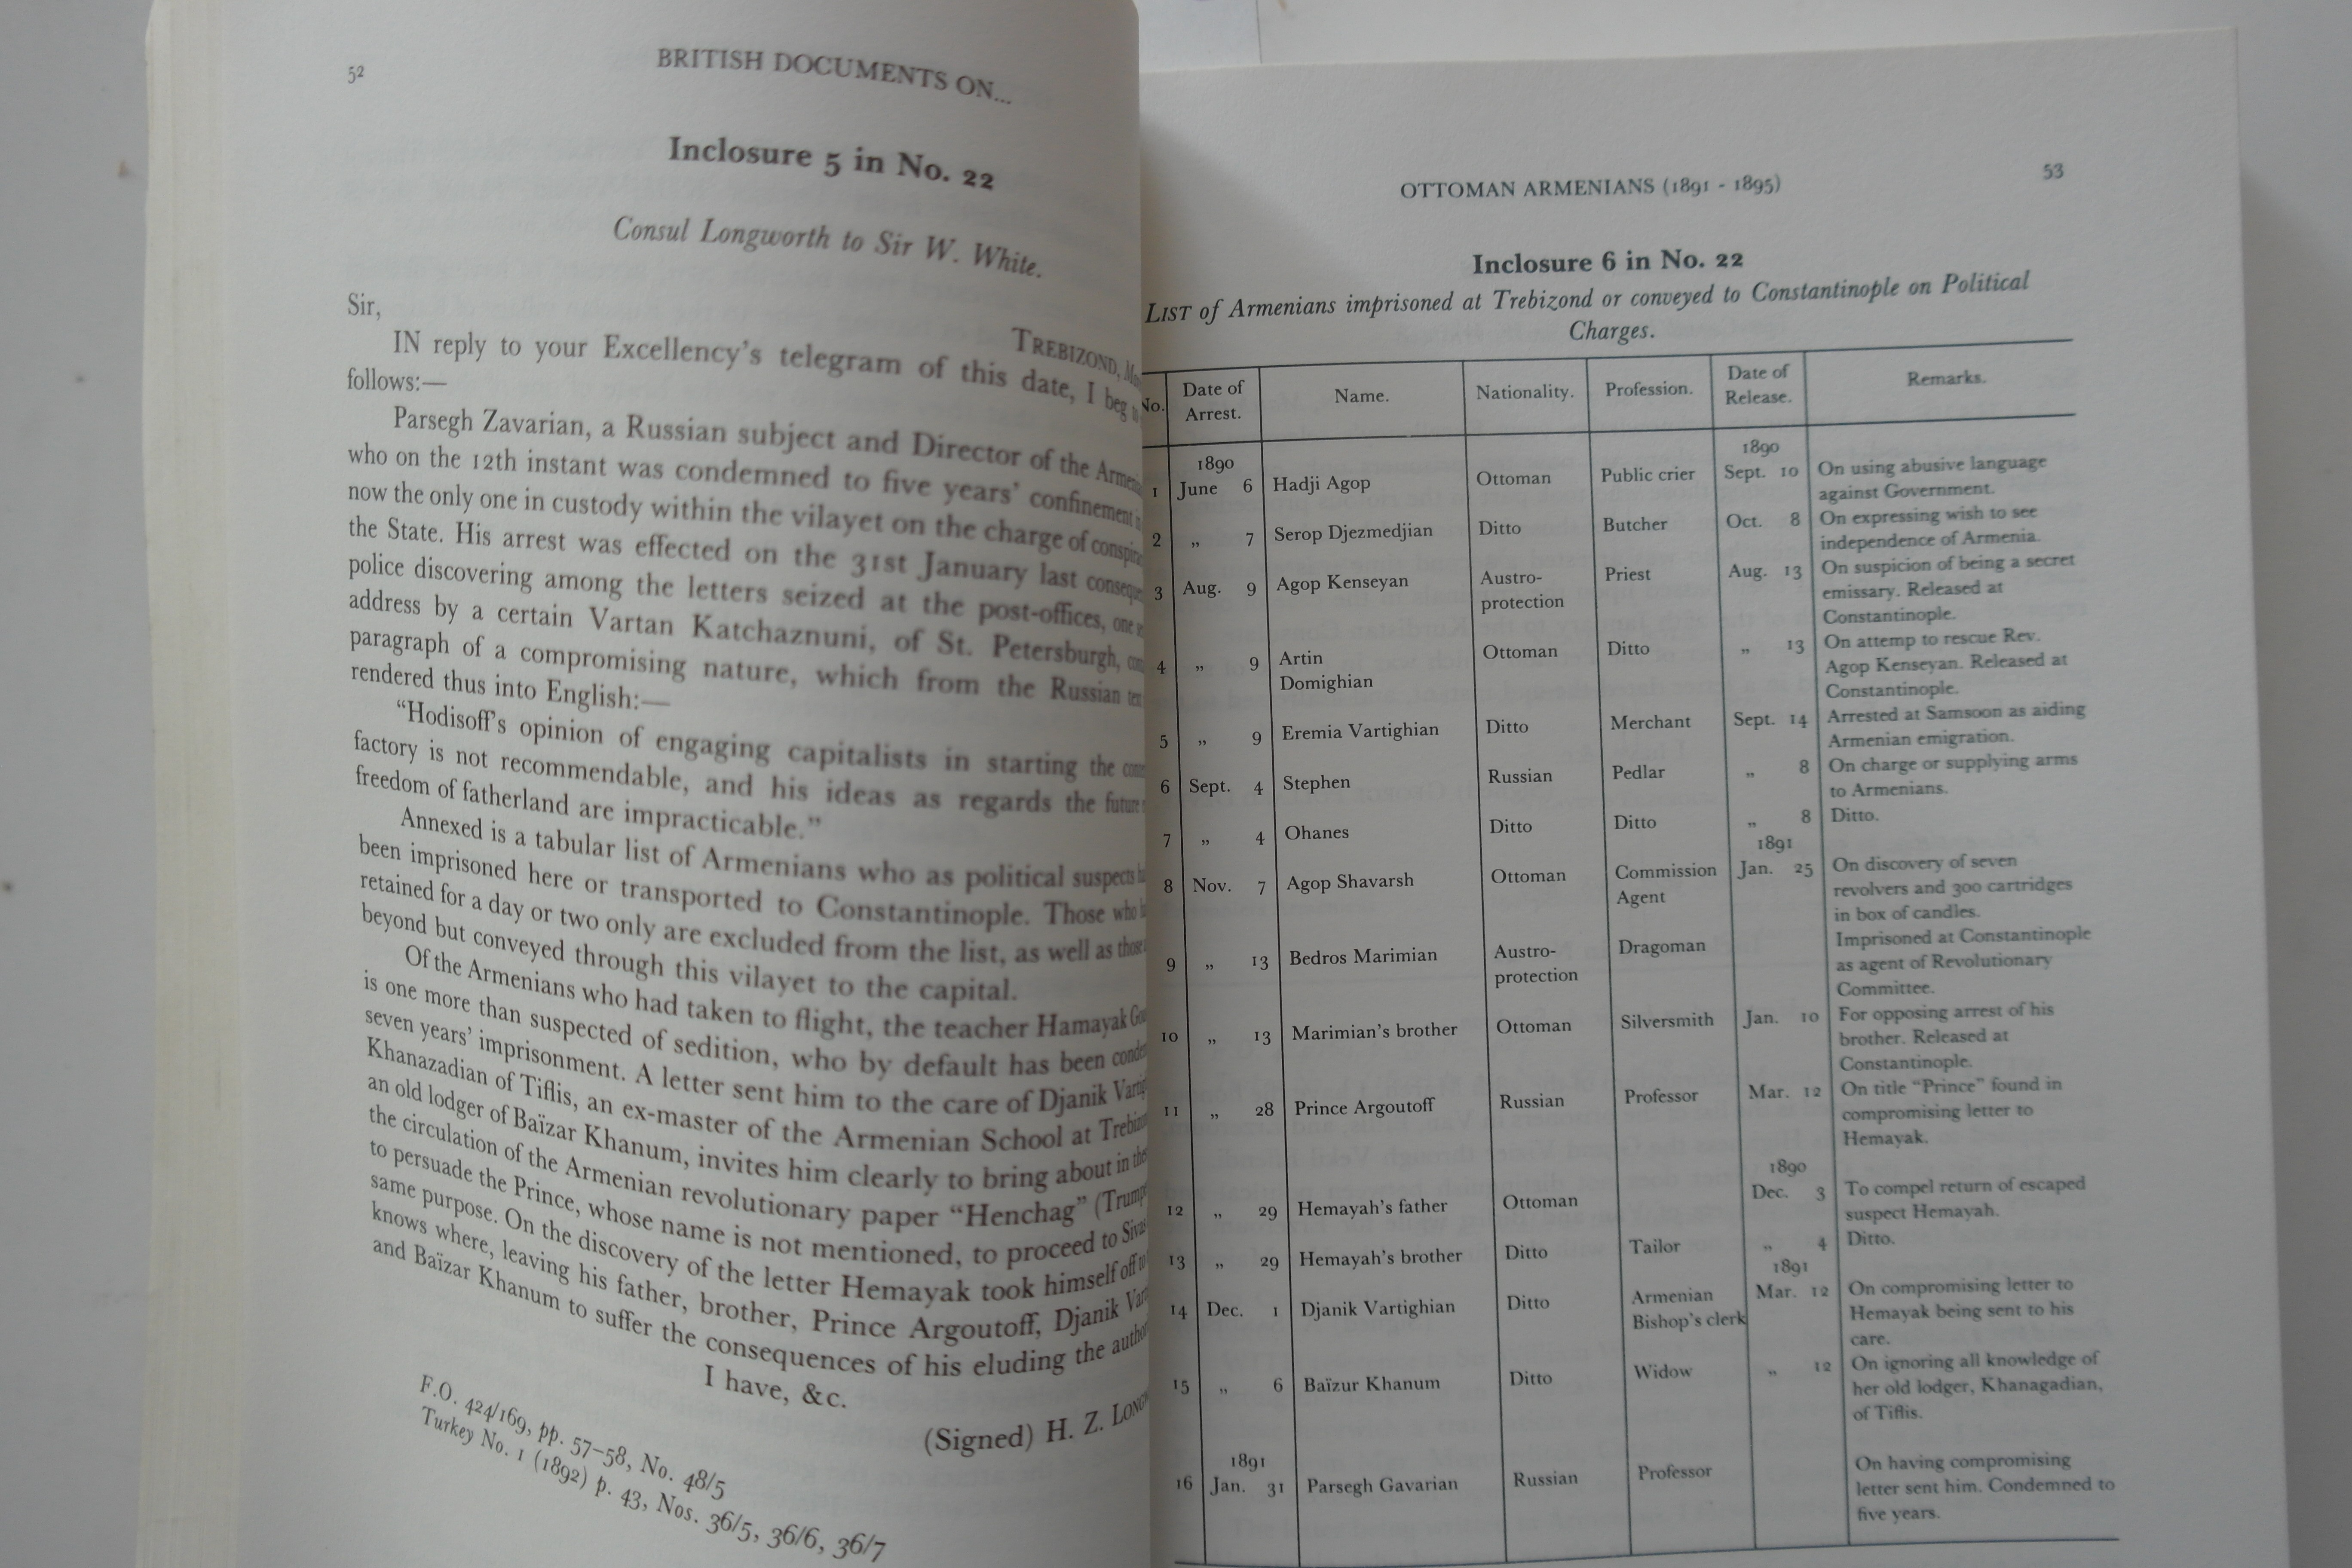 52
BRITISH DOCUMENTS ON...
Inclosure 5 in No. 22
Consul Longworth to Sir W. White.
TREBIZOND,
Sir,
IN reply to your Excellency's telegram of this date, I beg
follows:—
Parsegh Zavarian, a Russian subject and Director of the
who on the 12th instant was condemned to five years' confinement
now the only one in custody within the vilayet on the charge of
the State. His arrest was effected on the 31st January last
police discovering among the letters seized at the post-offices, one
address by a certain Vartan Katchaznuni, of St. Petersburgh,
paragraph of a compromising nature, which from the Russian
rendered thus into English:—
"Hodisoff's opinion of engaging capitalists in starting the
factory is not recommendable, and his ideas as regards the future
freedom of fatherland are impracticable."
Annexed is a tabular list of Armenians who as political suspects
been imprisoned here or transported to Constantinople. Those who
retained for a day or two only are excluded from the list, as well as those
beyond but conveyed through this vilayet to the capital.
Of the Armenians who had taken to flight, the teacher Hamayak
is one more than suspected of sedition, who by default has been
seven years' imprisonment. A letter sent him to the care of Djanik
Khanazadian of Tiflis, an ex-master of the Armenian School at
an old lodger of Baïzar Khanum, invites him clearly to bring about in
the circulation of the Armenian revolutionary paper "Henchag"
to persuade the Prince, whose name is not mentioned, to proceed to
same purpose. On the discovery of the letter Hemayak took himself off
knows where, leaving his father, brother, Prince Argoutoff, Djanik
and Baïzar Khanum to suffer the consequences of his eluding the
I have, &c.
(Signed) H. Z.
F.O. 424/169, pp. 57–58, No. 48/5
Turkey No. 1 (1892) p. 43, Nos. 36/5, 36/6, 36/7
OTTOMAN ARMENIANS (1891 - 1895)
53
Inclosure 6 in No. 22
LIST of Armenians imprisoned at Trebizond or conveyed to Constantinople on Political
Charges.
No. Date of Arrest. Name. Nationality. Profession. Date of Release. Remarks.
1890 1890
1 June 6 Hadji Agop Ottoman Public crier Sept. 10 On using abusive language
against Government.
2 „ 7 Serop Djezmedjian Ditto Butcher Oct. 8 On expressing wish to see
independence of Armenia.
3 Aug. 9 Agop Kenseyan Austro- Priest Aug. 13 On suspicion of being a secret
protection emissary. Released at
Constantinople.
4 „ 9 Artin Ottoman Ditto „ 13 On attemp to rescue Rev.
Domighian Agop Kenseyan. Released at
Constantinople.
5 „ 9 Eremia Vartighian Ditto Merchant Sept. 14 Arrested at Samsoon as aiding
Armenian emigration.
6 Sept. 4 Stephen Russian Pedlar „ 8 On charge or supplying arms
to Armenians.
7 „ 4 Ohanes Ditto Ditto „ 8 Ditto.
1891
8 Nov. 7 Agop Shavarsh Ottoman Commission Jan. 25 On discovery of seven
Agent revolvers and 300 cartridges
in box of candles.
9 „ 13 Bedros Marimian Austro- Dragoman Imprisoned at Constantinople
protection as agent of Revolutionary
Committee.
10 „ 13 Marimian's brother Ottoman Silversmith Jan. 10 For opposing arrest of his
brother. Released at
Constantinople.
11 „ 28 Prince Argoutoff Russian Professor Mar. 12 On title "Prince" found in
compromising letter to
Hemayak.
1890
12 „ 29 Hemayah's father Ottoman Dec. 3 To compel return of escaped
suspect Hemayah.
13 „ 29 Hemayah's brother Ditto Tailor „ 4 Ditto.
1891
14 Dec. 1 Djanik Vartighian Ditto Armenian Mar. 12 On compromising letter to
Bishop's clerk Hemayak being sent to his
care.
15 „ 6 Baïzur Khanum Ditto Widow „ 12 On ignoring all knowledge of
her old lodger, Khanagadian,
of Tiflis.
1891
16 Jan. 31 Parsegh Gavarian Russian Professor On having compromising
letter sent him. Condemned to
five years.